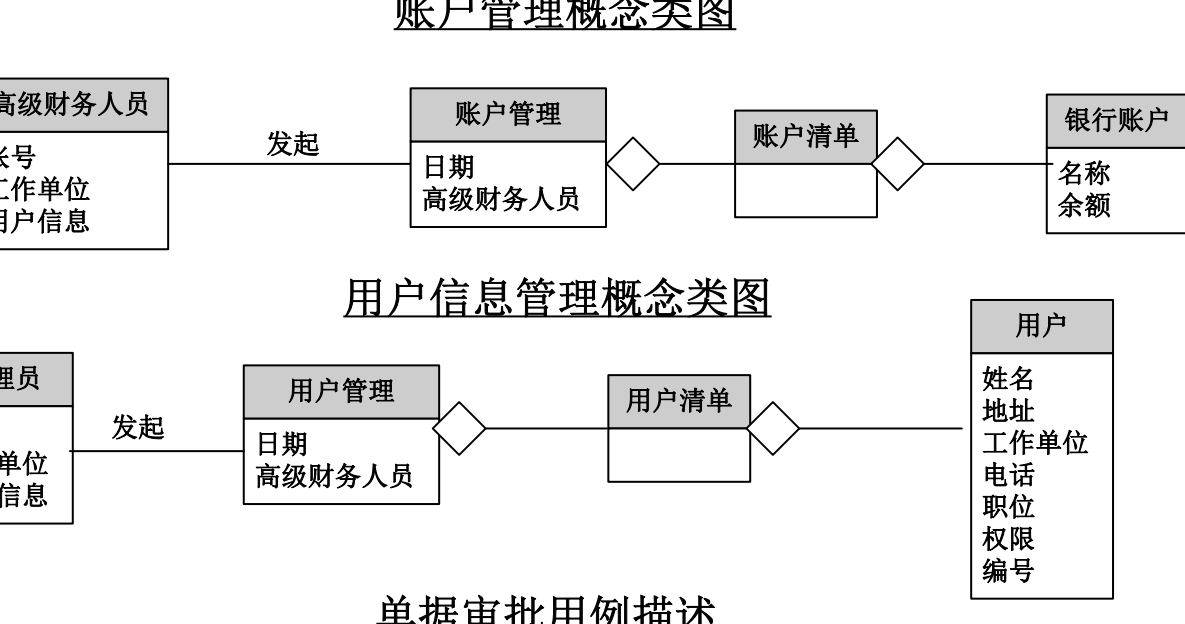 账户管理概念类图
高级财务人员
账号
工作单位
用户信息
发起
账户管理
日期
高级财务人员
账户清单
银行账户
名称
余额
用户信息管理概念类图
理员
单位
信息
发起
用户管理
日期
高级财务人员
用户清单
用户
姓名
地址
工作单位
电话
职位
权限
编号
单据审批用例描述